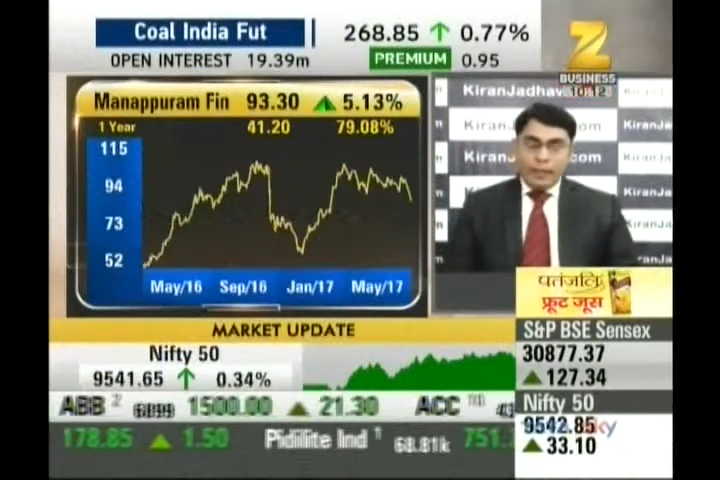 Coal India Fut 268.85 0.77%
OPEN INTEREST 19.39m PREMIUM 0.95
Z
BUSINESS
10:12
Manappuram Fin 93.30 5.13%
1 Year 41.20 79.08%
115
94
73
52
May/16 Sep/16 Jan/17 May/17
KiranJadhav
KiranJa
Kiran
.com
KiranJa
पतंजलि
फ्रूट जूस
MARKET UPDATE
Nifty 50
9541.65 0.34%
S&P BSE Sensex
30877.37
127.34
Nifty 50
9542.85
33.10
ABB 1500.00 21.30 ACC
178.85 1.50 Pidilite Ind 1 68.81k 751.